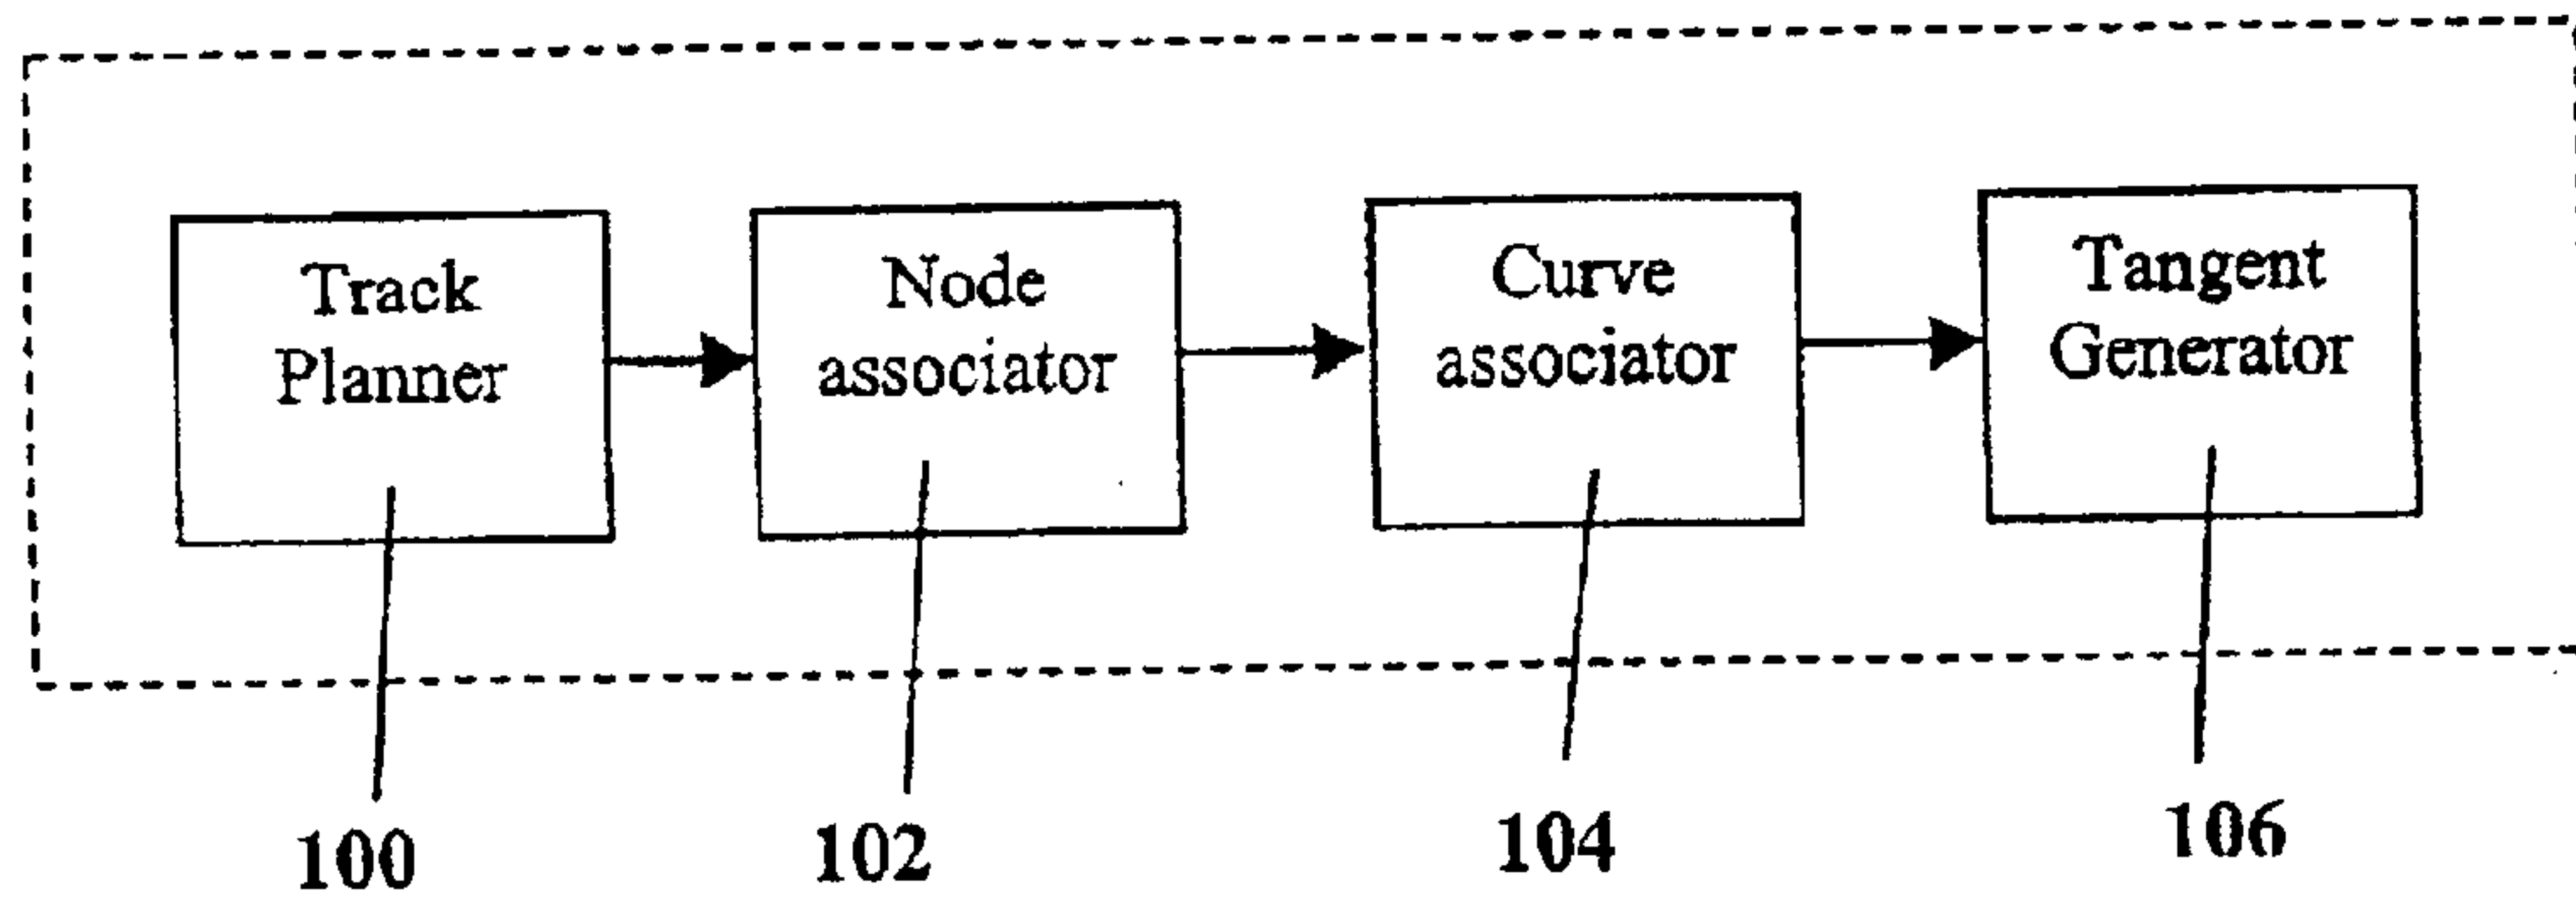 Track
Planner
Node
associator
Curve
associator
Tangent
Generator
100
102
104
106